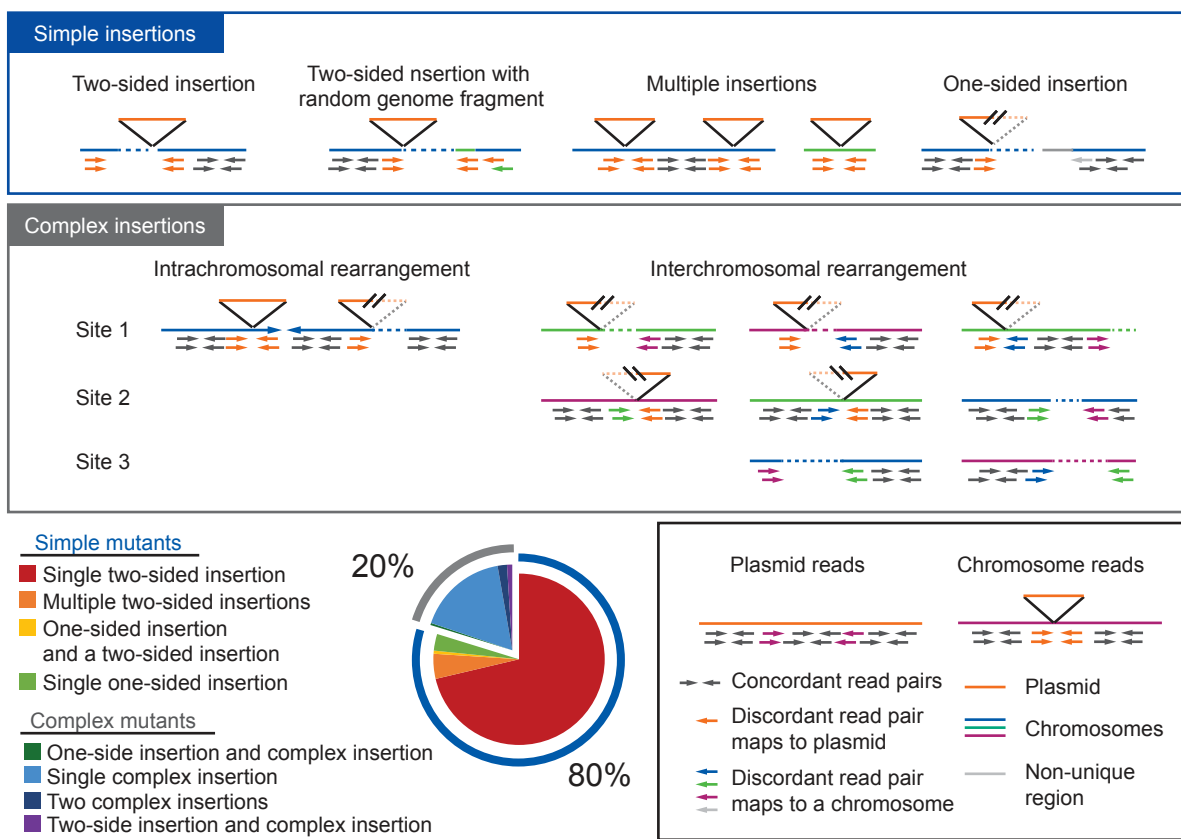 Simple insertions
Two-sided insertion
Two-sided nsertion with
random genome fragment
Multiple insertions
One-sided insertion
Complex insertions
Intrachromosomal rearrangement
Interchromosomal rearrangement
Site 1
Site 2
Site 3
Simple mutants
Single two-sided insertion
Multiple two-sided insertions
One-sided insertion
and a two-sided insertion
Single one-sided insertion
Complex mutants
One-side insertion and complex insertion
Single complex insertion
Two complex insertions
Two-side insertion and complex insertion
20%
80%
Plasmid reads
Chromosome reads
Concordant read pairs
Discordant read pair
maps to plasmid
Discordant read pair
maps to a chromosome
Plasmid
Chromosomes
Non-unique
region